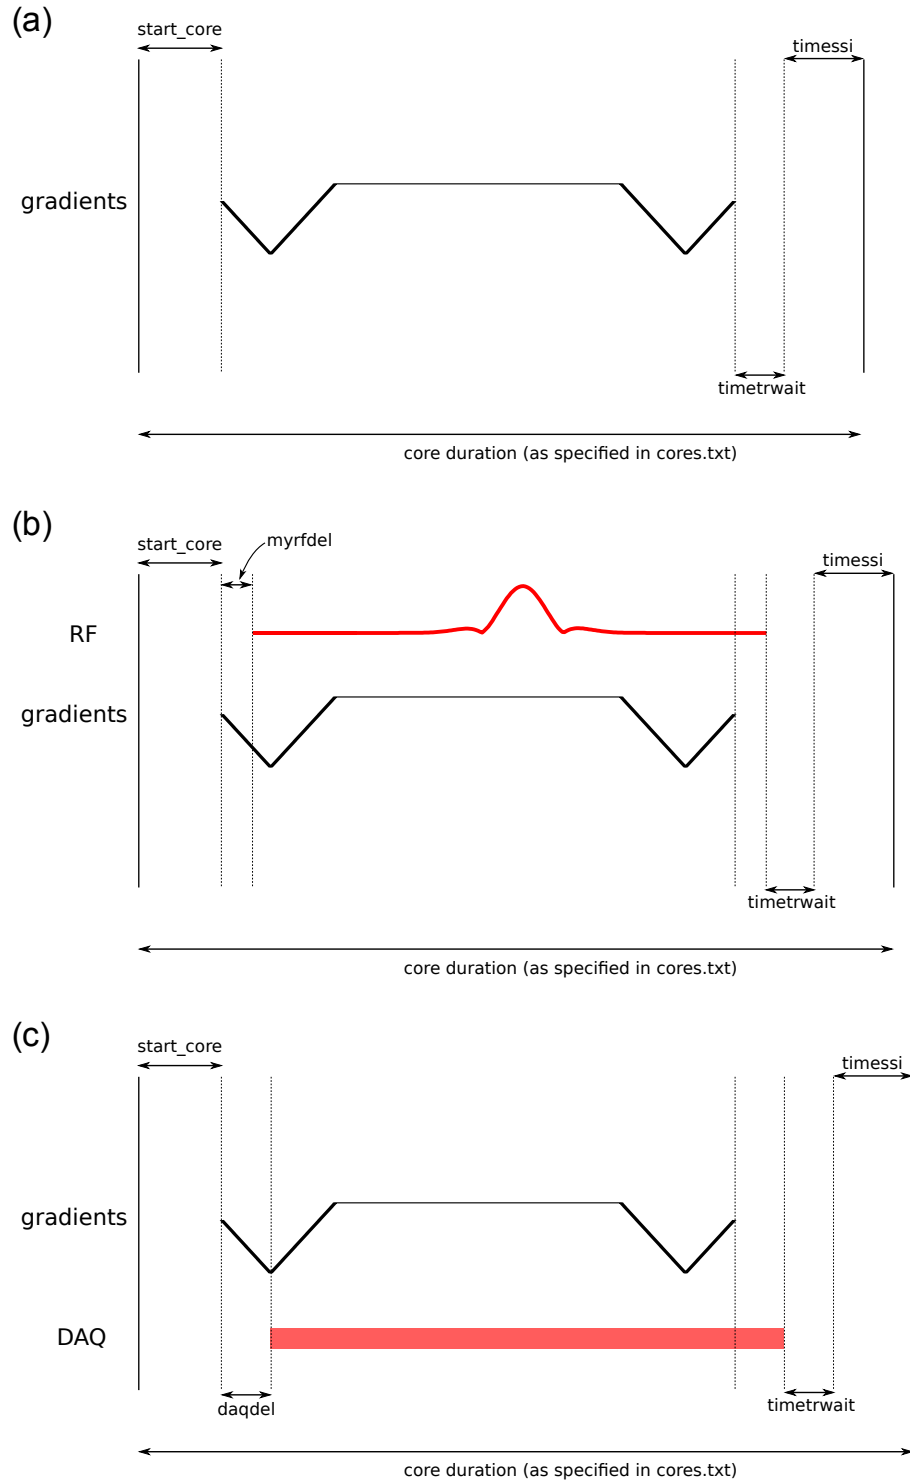 (a)
start_core
timessi
gradients
timetrwait
core duration (as specified in cores.txt)
(b)
start_core
myrfdel
timessi
RF
gradients
timetrwait
core duration (as specified in cores.txt)
(c)
start_core
timessi
gradients
DAQ
daqdel
timetrwait
core duration (as specified in cores.txt)